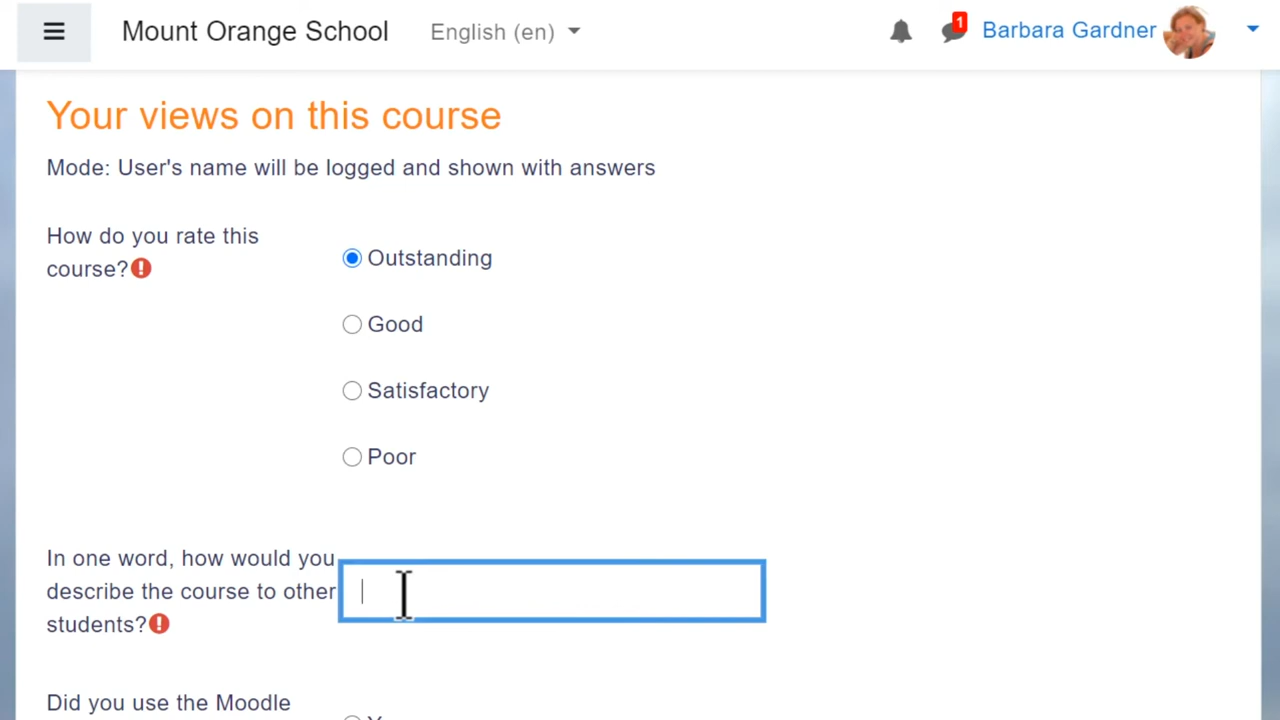 Mount Orange School
English (en)
1
Barbara Gardner
Your views on this course
Mode: User's name will be logged and shown with answers
How do you rate this
course?
Outstanding
Good
Satisfactory
Poor
In one word, how would you
describe the course to other
students?
Did you use the Moodle